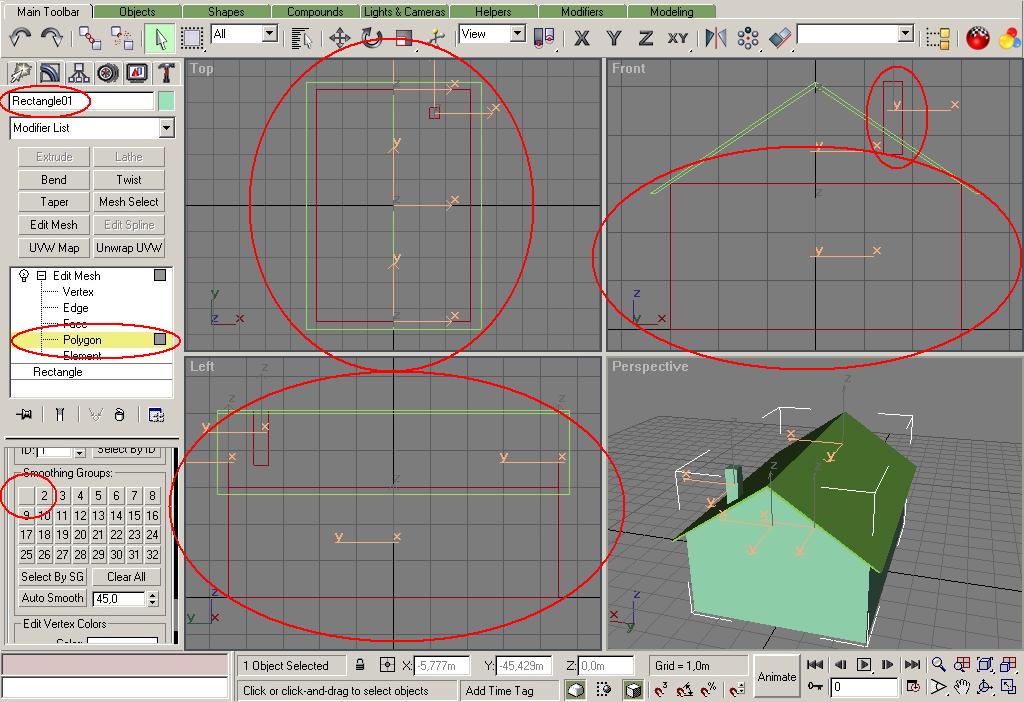 Main Toolbar Objects Shapes Compounds Lights & Cameras Helpers Modifiers Modeling
All View X Y Z XY
Rectangle01
Modifier List
Extrude Lathe
Bend Twist
Taper Mesh Select
Edit Mesh Edit Spline
UVW Map Unwrap UVW
Edit Mesh
Vertex
Edge
Face
Polygon
Element
Rectangle
ID: 1 Select By ID
Smoothing Groups:
2 3 4 5 6 7 8
9 10 11 12 13 14 15 16
17 18 19 20 21 22 23 24
25 26 27 28 29 30 31 32
Select By SG Clear All
Auto Smooth 45,0
Edit Vertex Colors
Color:
Top
z x
x
y
x
y
z x
y
z x
Front
y x
y x
z
y x
z
y x
Left
z
z z
y x
x y x
z
y x
z
y x
Perspective
z
x
y
x z
y
x x
y y
z
x
y
1 Object Selected X: -5,777m Y: -45,429m Z: 0,0m Grid = 1,0m
Click or click-and-drag to select objects Add Time Tag
Animate
0